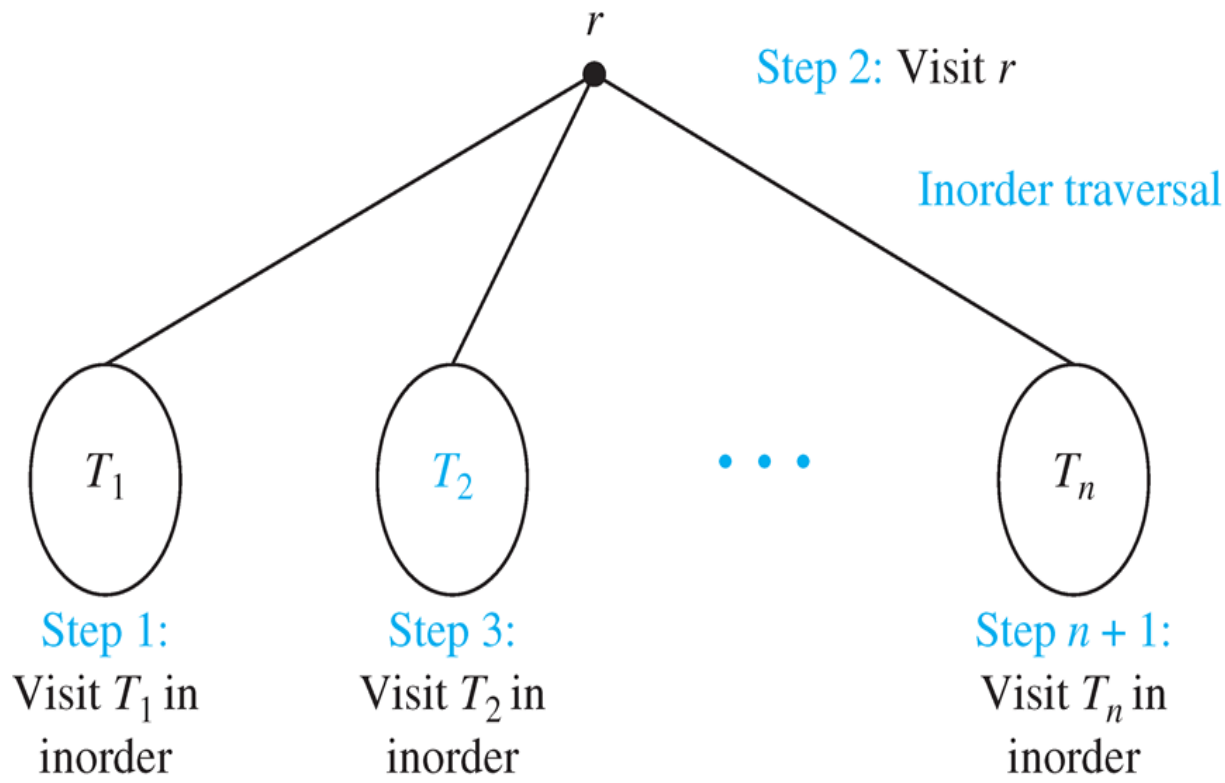 r
Step 2: Visit r
Inorder traversal
T₁
T₂
• • •
Tₙ
Step 1:
Visit T₁ in
inorder
Step 3:
Visit T₂ in
inorder
Step n + 1:
Visit Tₙ in
inorder